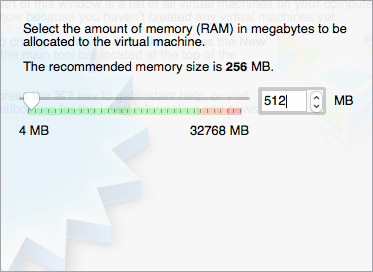 Select the amount of memory (RAM) in megabytes to be
allocated to the virtual machine.
The recommended memory size is 256 MB.
512 MB
4 MB 32768 MB